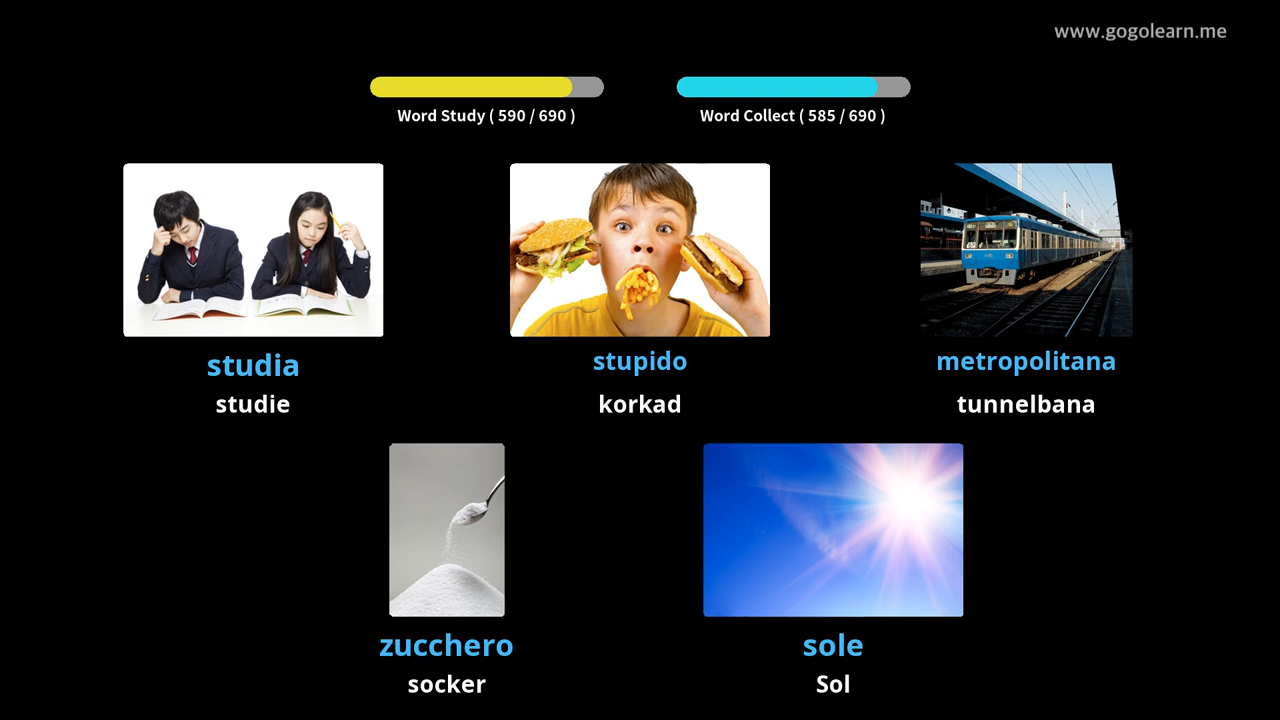 www.gogolearn.me
Word Study ( 590 / 690 )
Word Collect ( 585 / 690 )
studia
studie
stupido
korkad
metropolitana
tunnelbana
zucchero
socker
sole
Sol